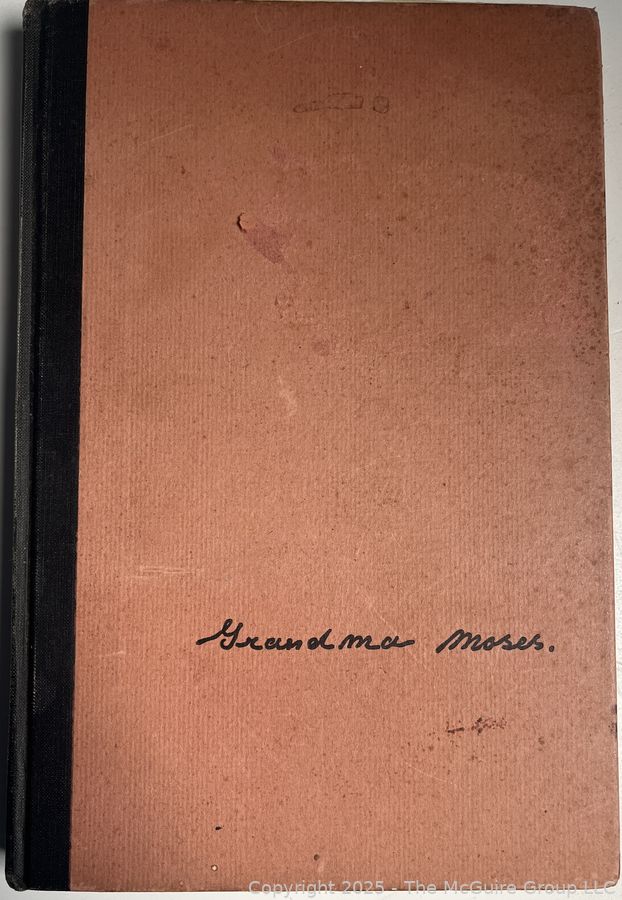 Grandma Moses.
Copyright 2025 - The McGuire Group LLC